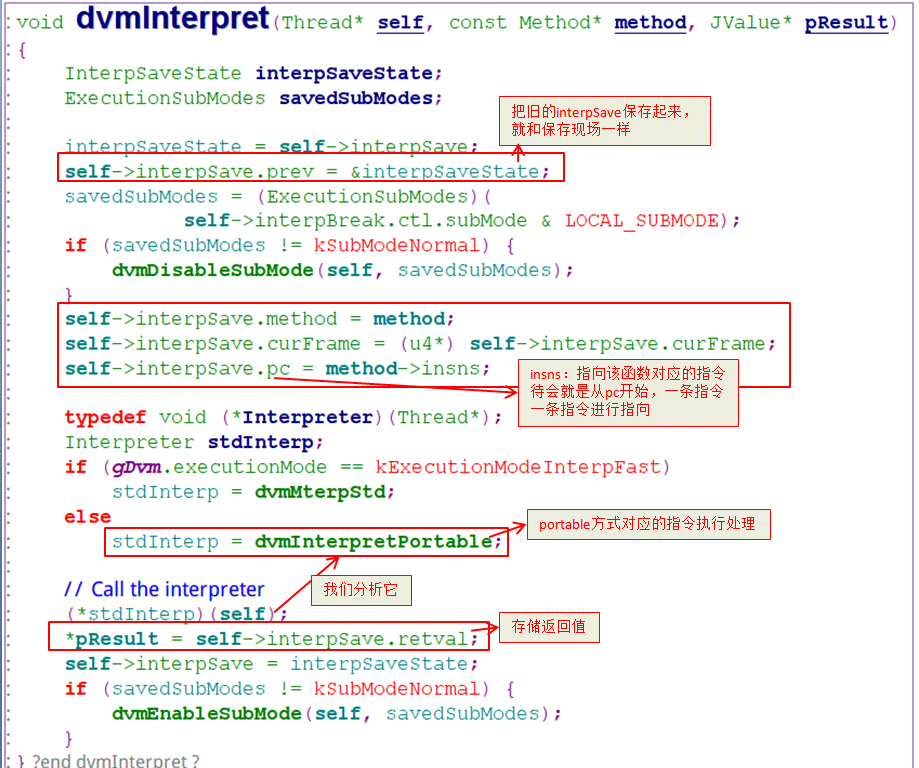 void dvmInterpret(Thread* self, const Method* method, JValue* pResult)
{
InterpSaveState interpSaveState;
ExecutionSubModes savedSubModes;
把旧的interpSave保存起来，
就和保存现场一样
interpSaveState = self->interpSave;
self->interpSave.prev = &interpSaveState;
savedSubModes = (ExecutionSubModes)(
self->interpBreak.ctl.subMode & LOCAL_SUBMODE);
if (savedSubModes != kSubModeNormal) {
dvmDisableSubMode(self, savedSubModes);
}
self->interpSave.method = method;
self->interpSave.curFrame = (u4*) self->interpSave.curFrame;
self->interpSave.pc = method->insns;
insns：指向该函数对应的指令
待会就是从pc开始，一条指令
一条指令进行指向
typedef void (*Interpreter)(Thread*);
Interpreter stdInterp;
if (gDvm.executionMode == kExecutionModeInterpFast)
stdInterp = dvmMterpStd;
else
stdInterp = dvmInterpretPortable;
portable方式对应的指令执行处理
// Call the interpreter
我们分析它
(*stdInterp)(self);
*pResult = self->interpSave.retval;
存储返回值
self->interpSave = interpSaveState;
if (savedSubModes != kSubModeNormal) {
dvmEnableSubMode(self, savedSubModes);
}
} ?end dvmInterpret ?